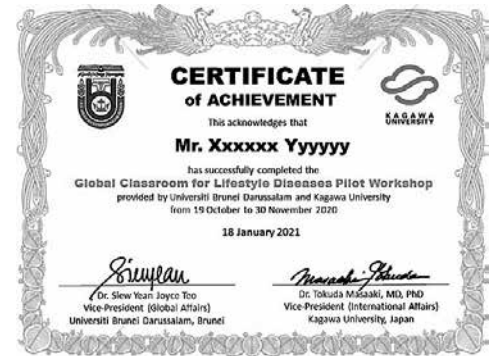 CERTIFICATE
of ACHIEVEMENT
KAGAWA
UNIVERSITY
This acknowledges that
Mr. Xxxxxx Yyyyyy
has successfully completed the
Global Classroom for Lifestyle Diseases Pilot Workshop
provided by Universiti Brunei Darussalam and Kagawa University
from 19 October to 30 November 2020
18 January 2021
Siewyean
Masaaki Tokuda
Dr. Siew Yean Joyce Teo
Vice-President (Global Affairs)
Universiti Brunei Darussalam, Brunei
Dr. Tokuda Masaaki, MD, PhD
Vice-President (International Affairs)
Kagawa University, Japan